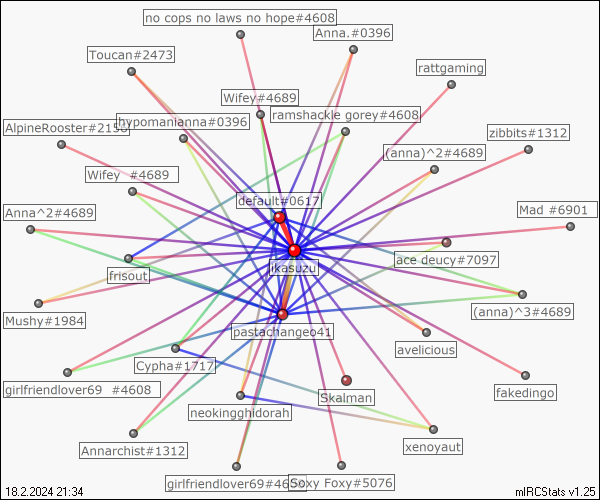 no cops no laws no hope#4608
Anna.#0396
Toucan#2473
rattgaming
Wifey#4689
ramshackle gorey#4608
AlpineRooster#2150
hypomanianna#0396
zibbits#1312
(anna)^2#4689
Wifey #4689
default#0617
Anna^2#4689
Mad #6901
ace deucy#7097
ikasuzu
frisout
Mushy#1984
pastachangeo41
(anna)^3#4689
avelicious
Cypha#1717
girlfriendlover69 #4608
Skalman
fakedingo
neokingghidorah
Annarchist#1312
xenoyaut
girlfriendlover69
Soxy Foxy#5076
18.2.2024 21:34
mIRCStats v1.25